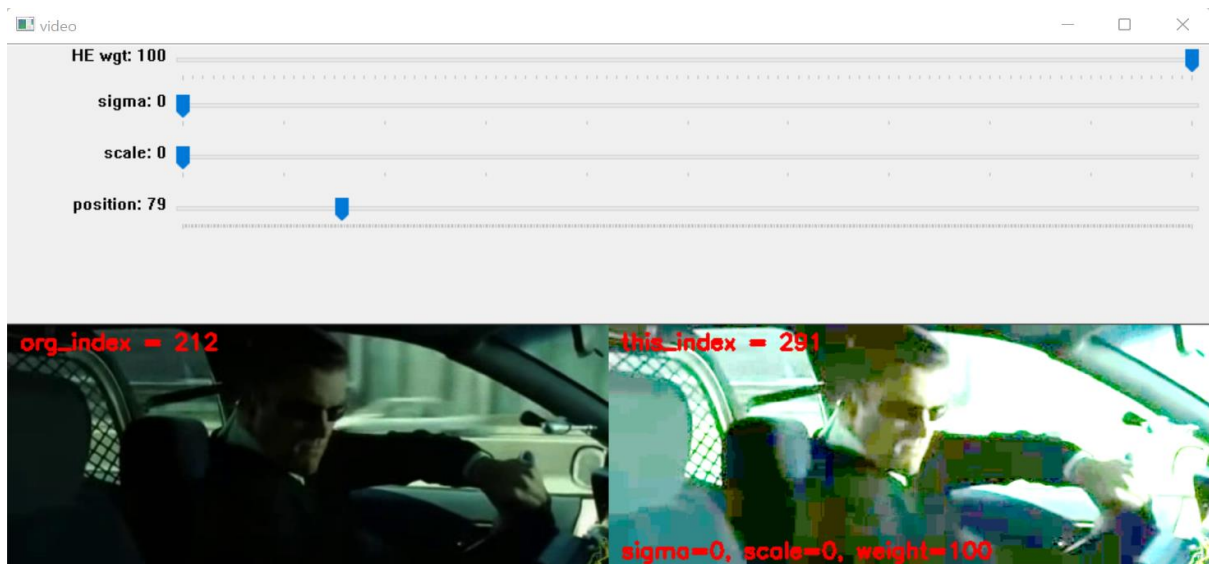 video
HE wgt: 100
sigma: 0
scale: 0
position: 79
org_index = 212
this_index = 291
sigma=0, scale=0, weight=100